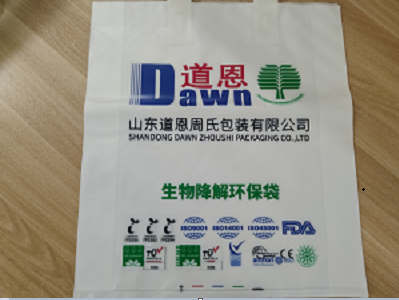 道恩
Dawn
山东道恩周氏包装有限公司
SHANDONG DAWN ZHOUSHI PACKAGING CO.,LTD
生物降解环保袋
ISO9001 ISO14001 ISO45001 FDA